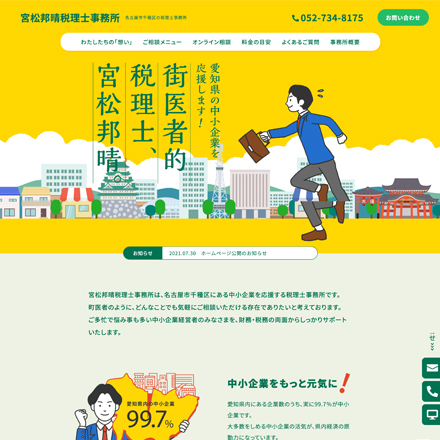 宮松邦晴税理士事務所
名古屋市千種区の税理士事務所
052-734-8175
お問い合わせ
わたしたちの「想い」
ご相談メニュー
オンライン相談
料金の目安
よくあるご質問
事務所概要
愛知県の中小企業を
応援します！
街医者的
税理士、
宮松邦晴。
お知らせ
2021.07.30 ホームページ公開のお知らせ
宮松邦晴税理士事務所は、名古屋市千種区にある中小企業を応援する税理士事務所です。
町医者のように、どんなことでも気軽にご相談いただける存在でありたいと考えております。
ご多忙で悩み事も多い中小企業経営者のみなさまを、財務・税務の両面からしっかりサポート
いたします。
愛知県内の中小企業
99.7%
中小企業をもっと元気に！
愛知県内にある企業数のうち、実に99.7%が中小
企業です。
大多数をしめる中小企業の活気が、県内経済の原
動力になっています。